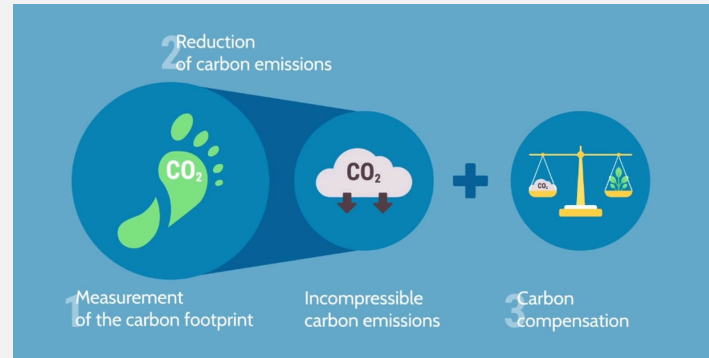 2 Reduction
of carbon emissions
CO₂
CO₂
CO₂
1 Measurement
of the carbon footprint
Incompressible
carbon emissions
3 Carbon
compensation